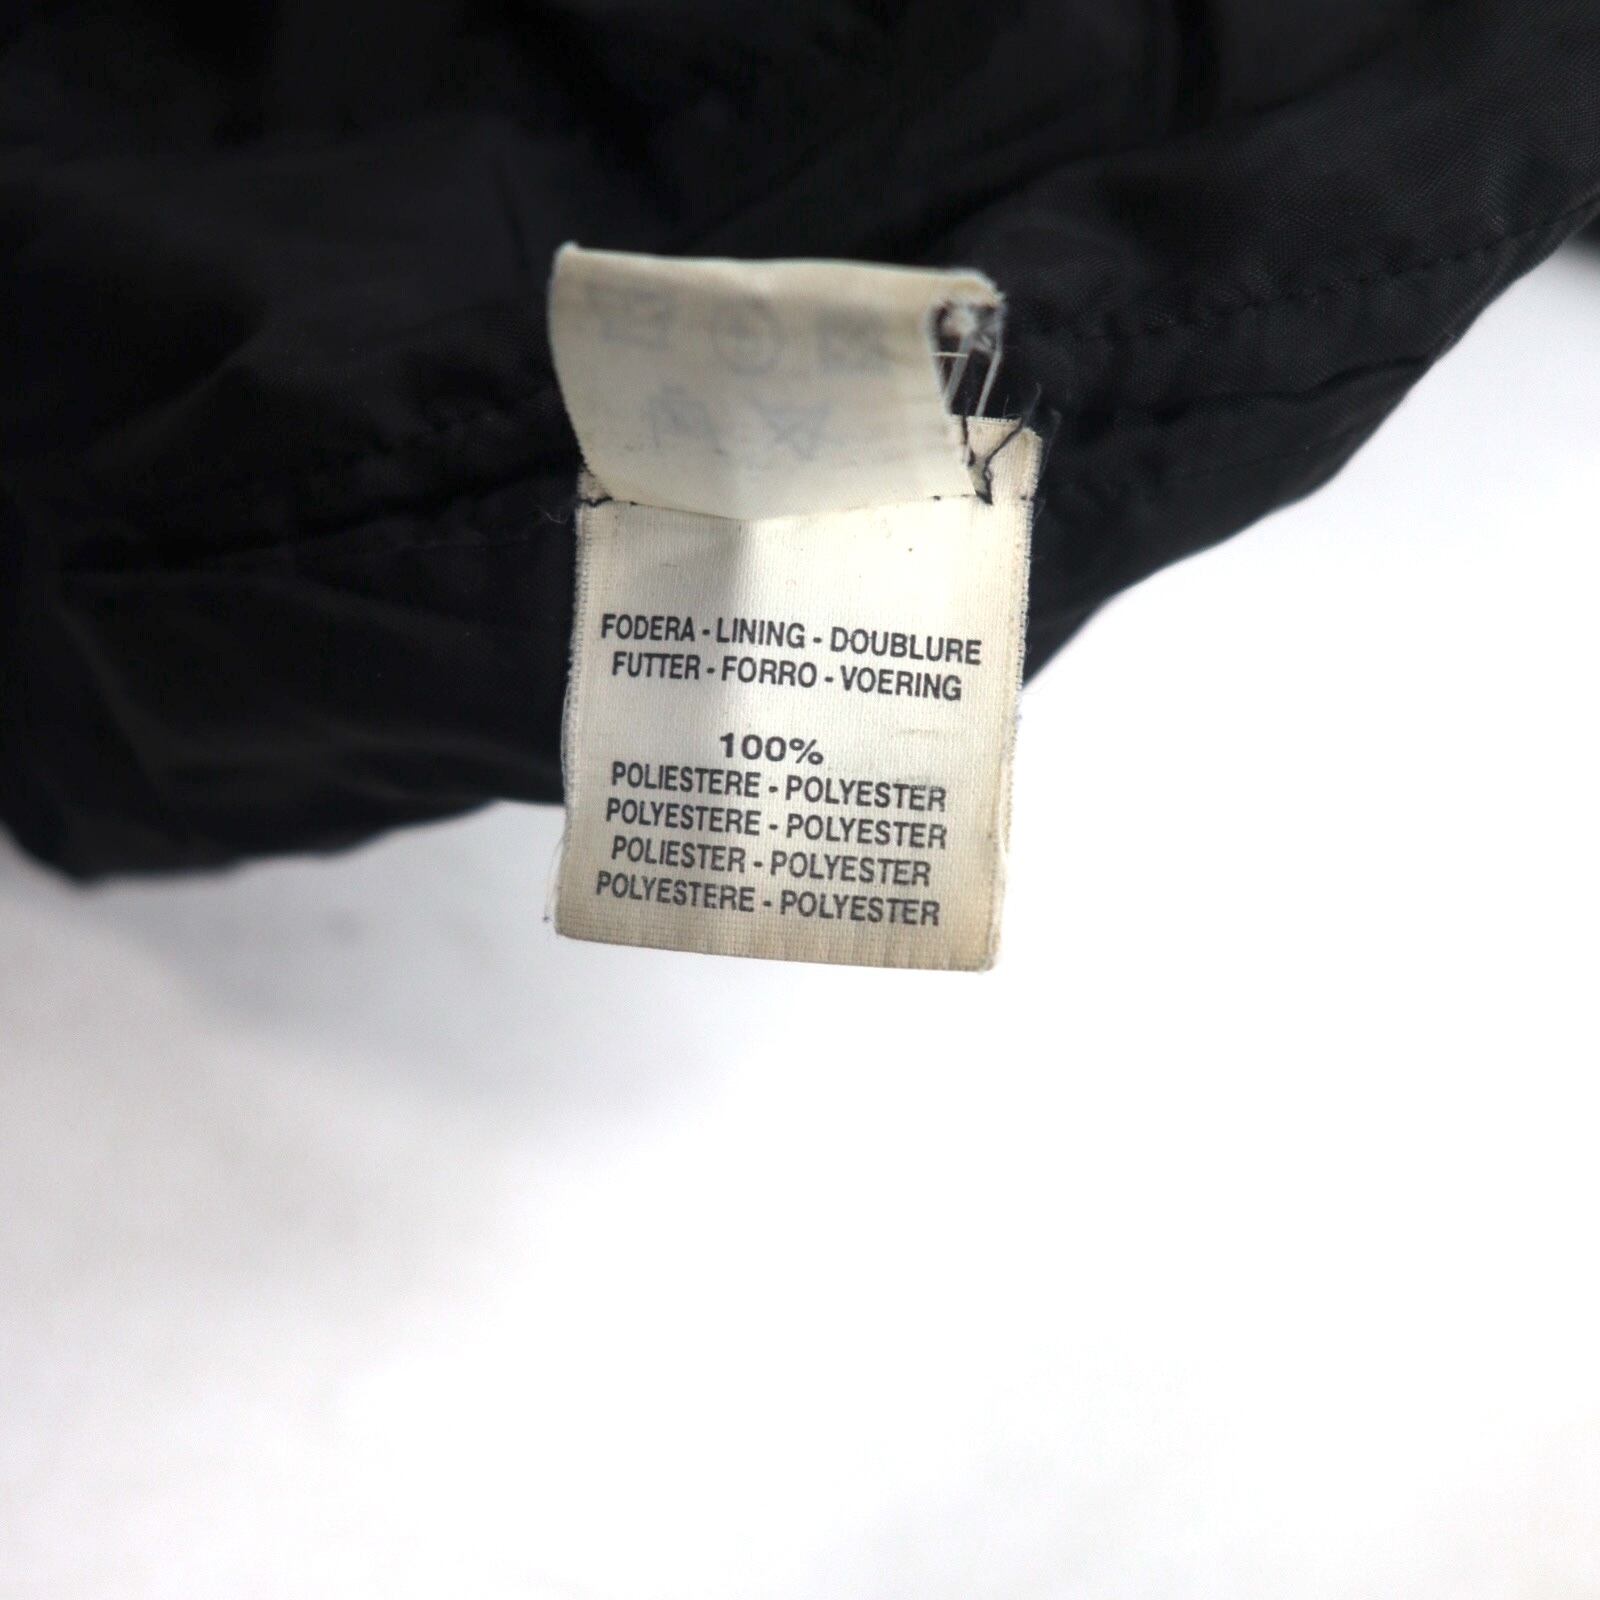 FODERA - LINING - DOUBLURE
FUTTER - FORRO - VOERING
100%
POLIESTERE - POLYESTER
POLYESTERE - POLYESTER
POLIESTER - POLYESTER
POLYESTERE - POLYESTER